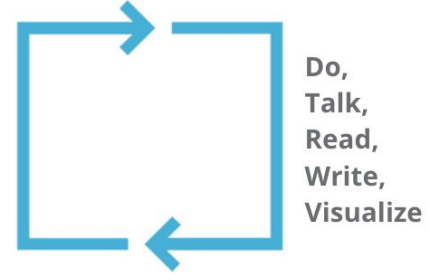 Do,
Talk,
Read,
Write,
Visualize